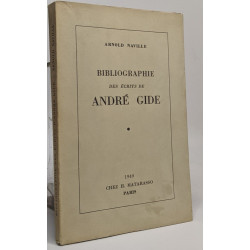 ARNOLD NAVILLE
BIBLIOGRAPHIE
DES ÉCRITS DE
ANDRÉ GIDE
1949
CHEZ H. MATARASSO
PARIS